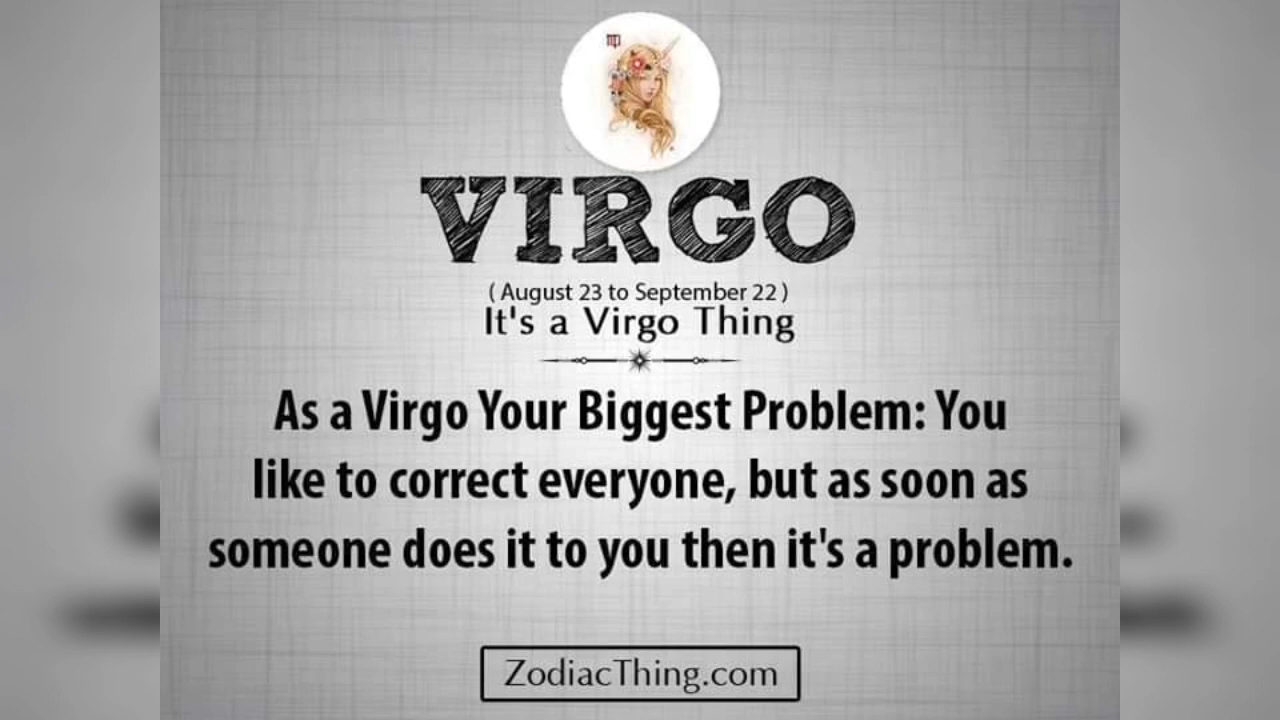 VIRGO
( August 23 to September 22 )
It's a Virgo Thing
As a Virgo Your Biggest Problem: You
like to correct everyone, but as soon as
someone does it to you then it's a problem.
ZodiacThing.com